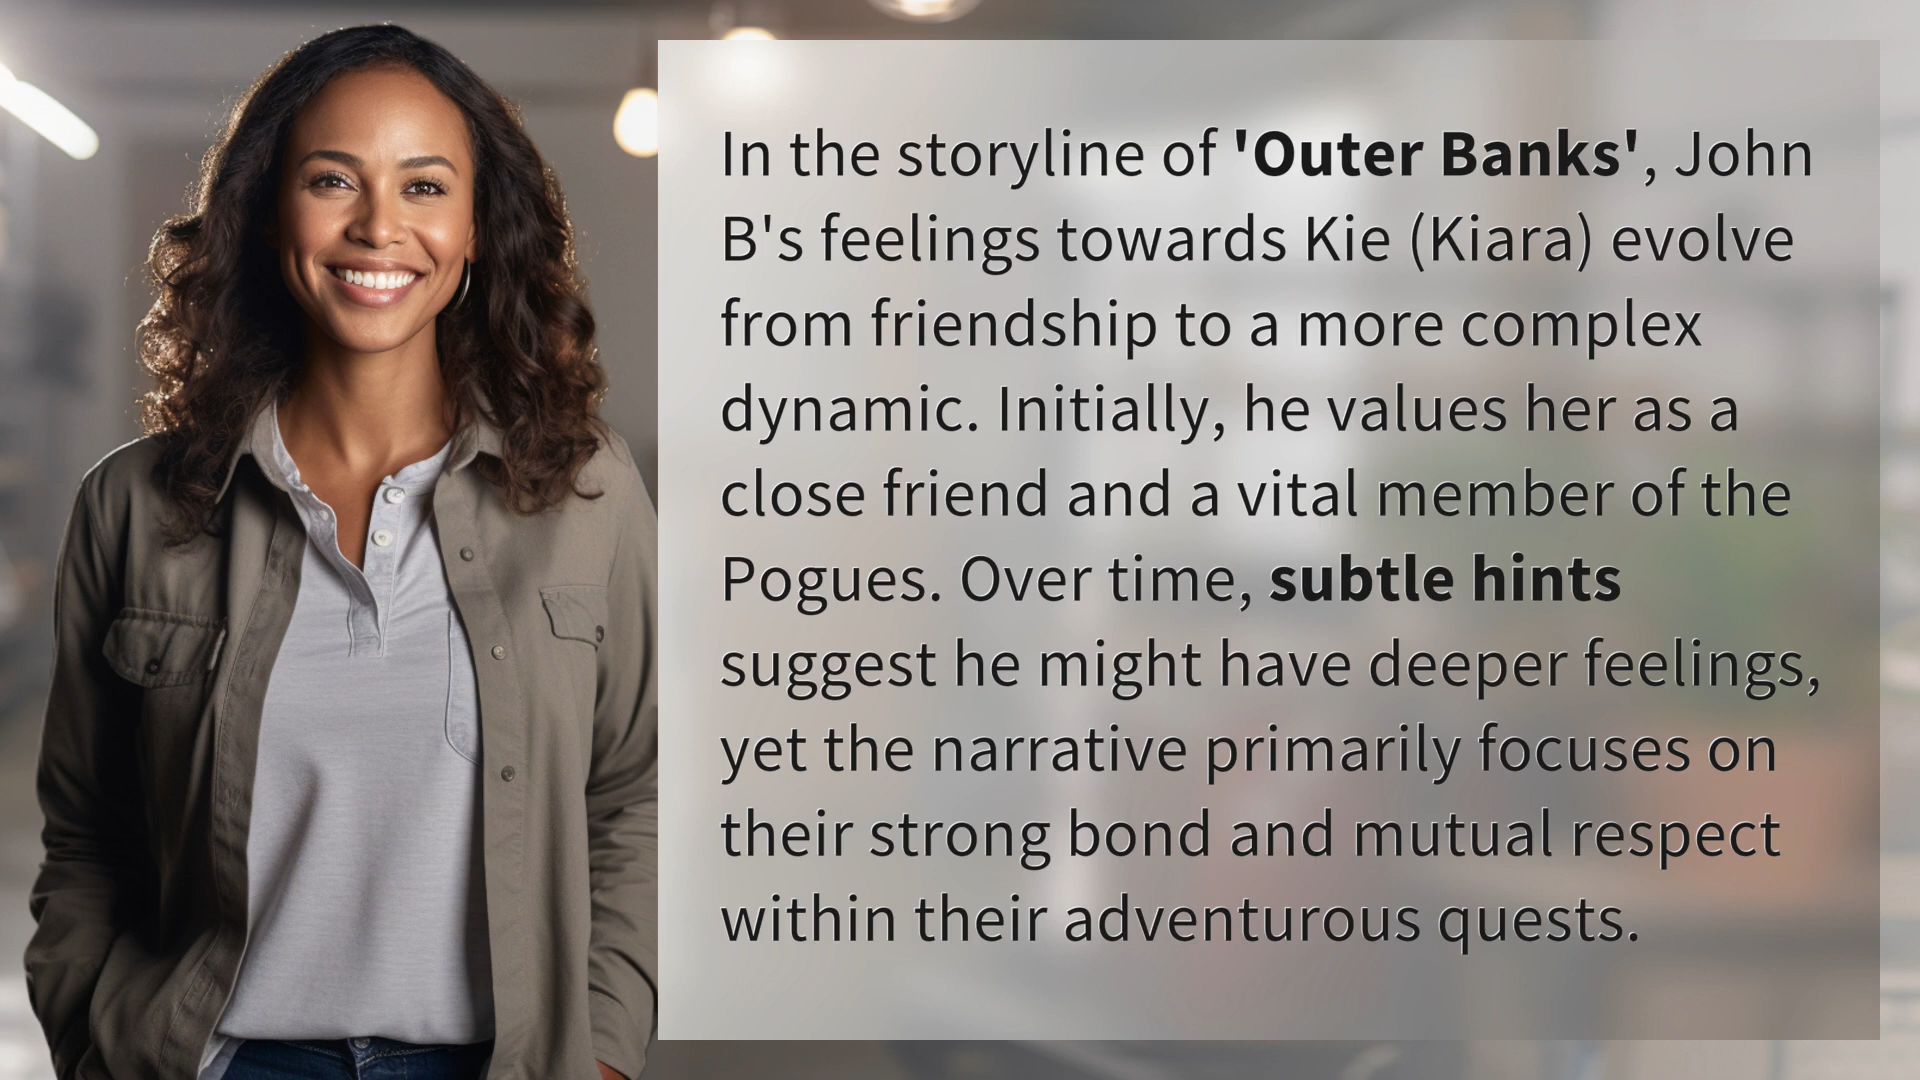 In the storyline of 'Outer Banks', John
B's feelings towards Kie (Kiara) evolve
from friendship to a more complex
dynamic. Initially, he values her as a
close friend and a vital member of the
Pogues. Over time, subtle hints
suggest he might have deeper feelings,
yet the narrative primarily focuses on
their strong bond and mutual respect
within their adventurous quests.